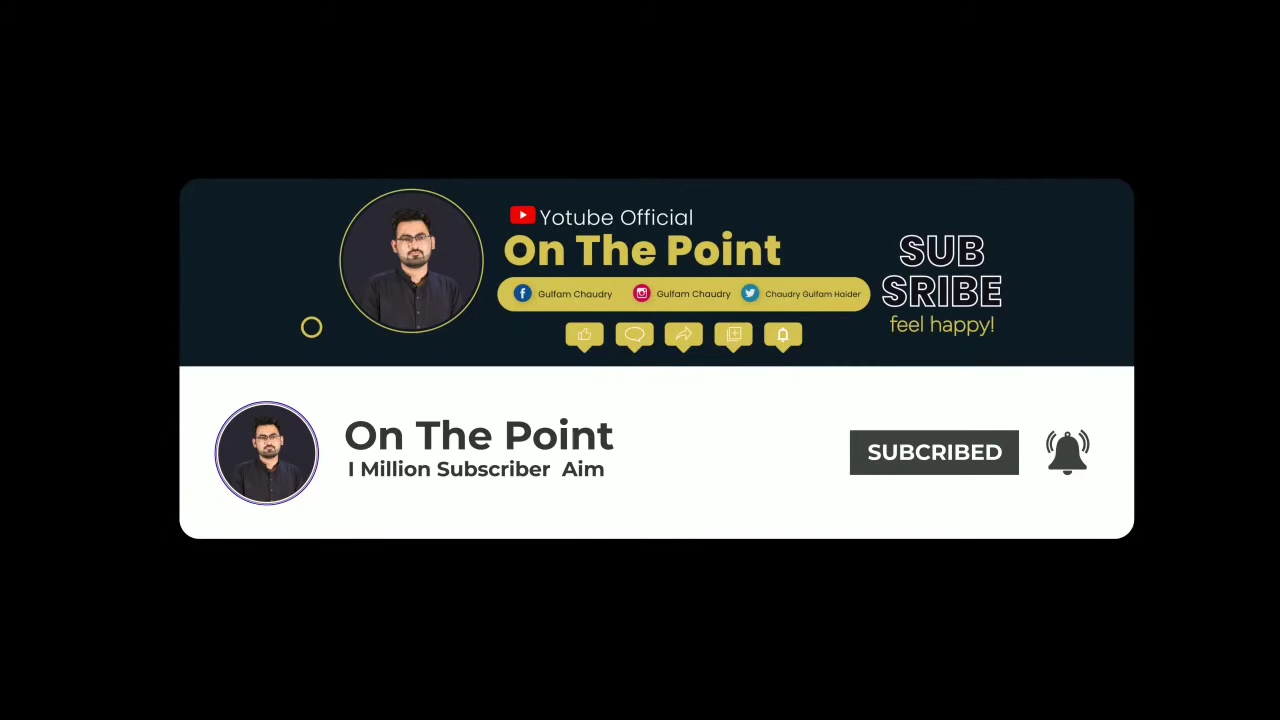 Yotube Official
On The Point
Gulfam Chaudry Gulfam Chaudry Chaudry Gulfam Haider
SUB
SRIBE
feel happy!
On The Point
1 Million Subscriber Aim
SUBCRIBED